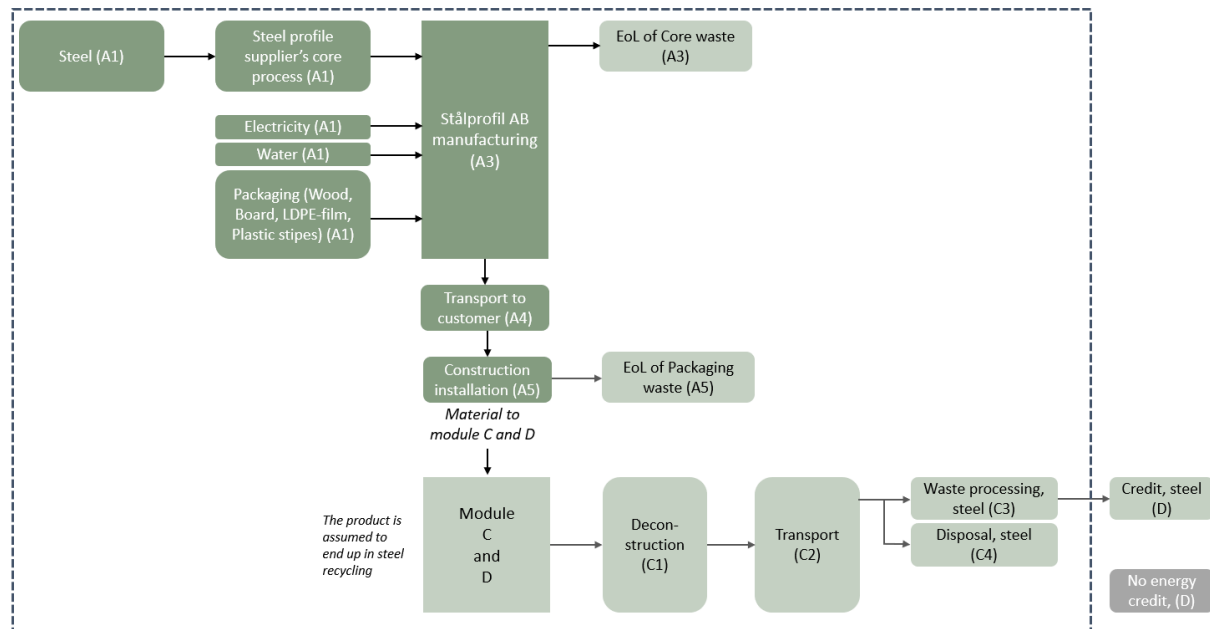 Steel (A1)
Steel profile
supplier's core
process (A1)
EoL of Core waste
(A3)
Electricity (A1)
Water (A1)
Packaging (Wood,
Board, LDPE-film,
Plastic stipes) (A1)
Stålprofil AB
manufacturing
(A3)
Transport to
customer (A4)
Construction
installation (A5)
EoL of Packaging
waste (A5)
Material to
module C and D
The product is
assumed to
end up in steel
recycling
Module
C
and
D
Decon-
struction
(C1)
Transport
(C2)
Waste processing,
steel (C3)
Disposal, steel
(C4)
Credit, steel
(D)
No energy
credit, (D)